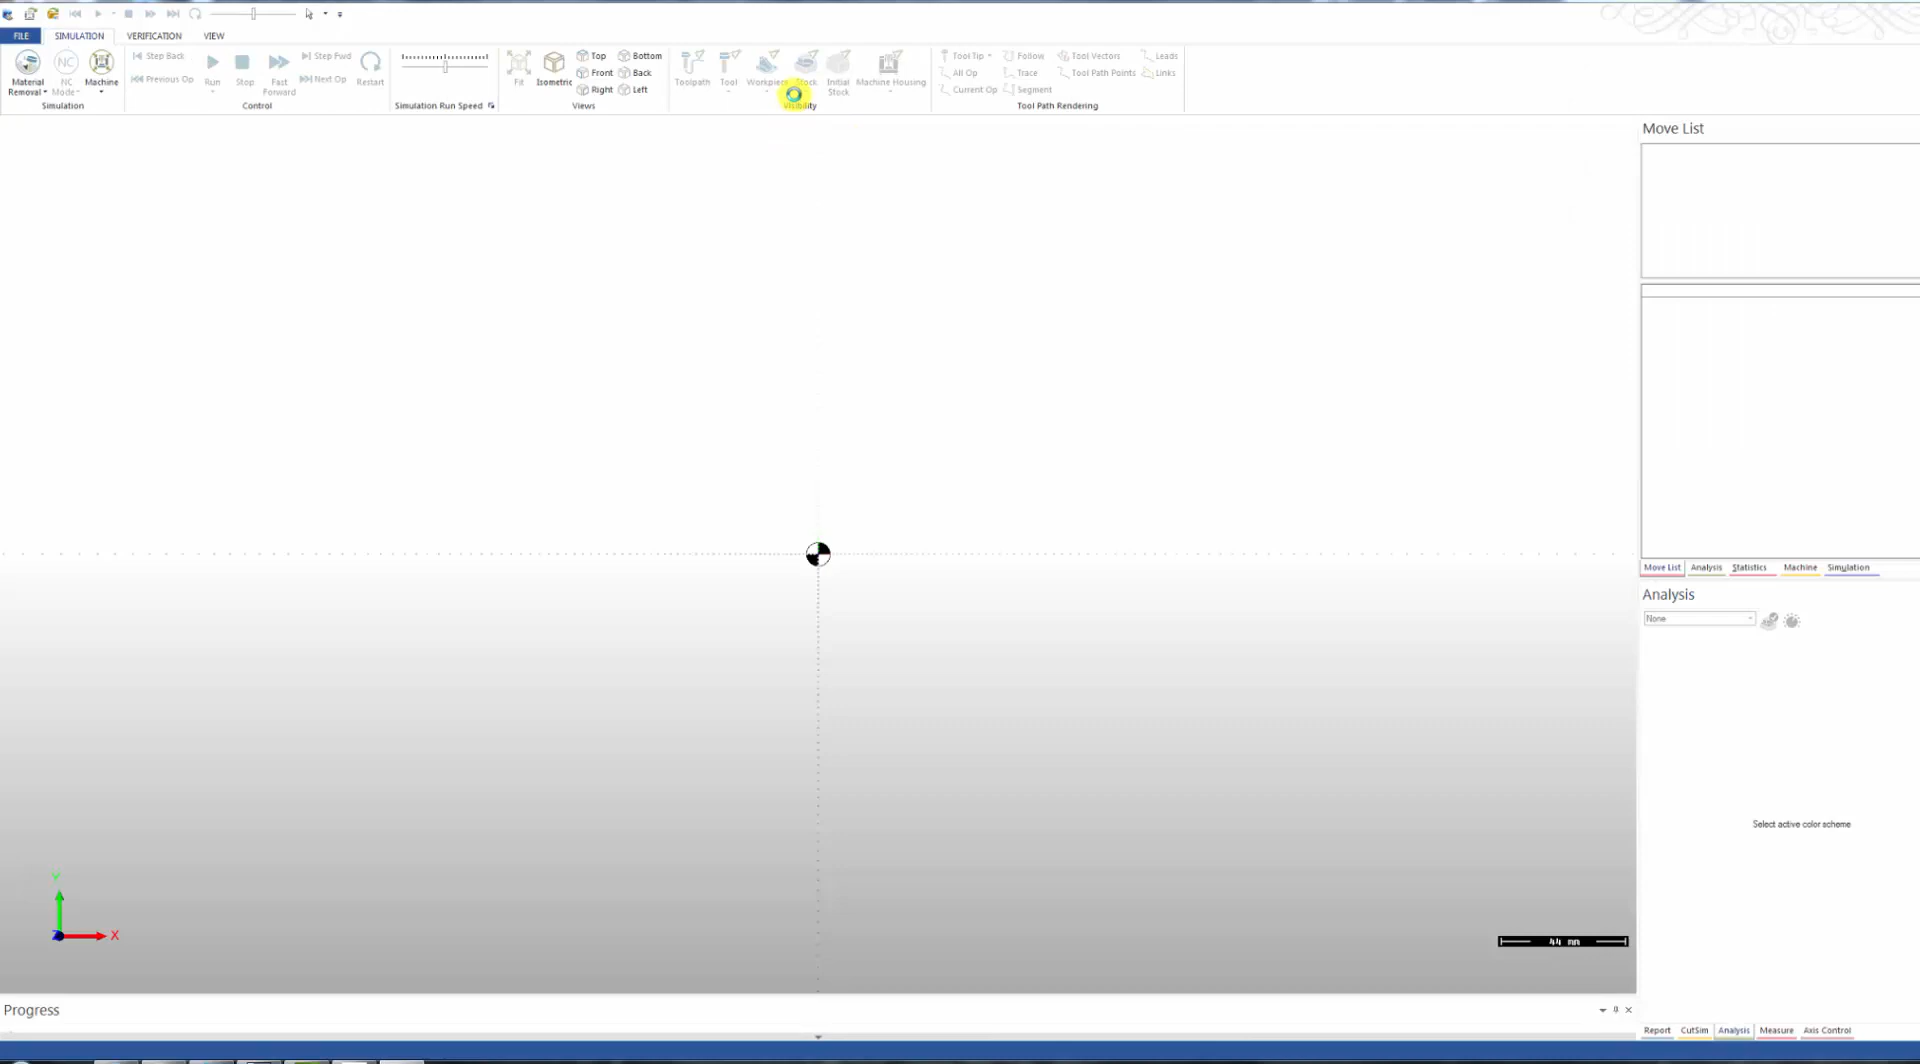 FILE SIMULATION VERIFICATION VIEW
Material Removal
NC Mode
Machine
Simulation
Step Back
Previous Op
Run
Stop
Fast Forward
Step Fwd
Next Op
Restart
Control
Simulation Run Speed
Fit
Isometric
Top
Front
Right
Bottom
Back
Left
Views
Toolpath
Tool
Workpiece
Stock
Initial Stock
Machine Housing
Visibility
Tool Tip
All Op
Current Op
Follow
Trace
Segment
Tool Vectors
Tool Path Points
Leads
Links
Tool Path Rendering
Move List
Move List Analysis Statistics Machine Simulation
Analysis
None
Select active color scheme
Y
Z
X
44 mm
Progress
Report CutSim Analysis Measure Axis Control